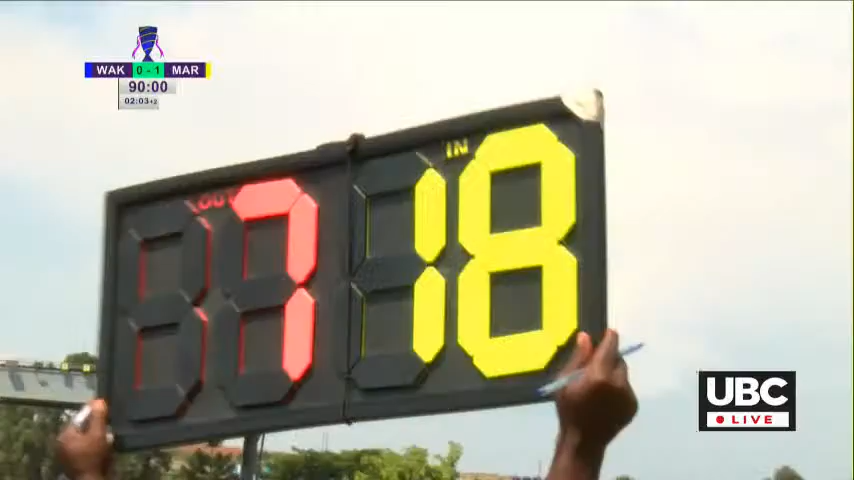 WAK 0 - 1 MAR
90:00
02:03+2
OUT IN
7 18
UBC
LIVE